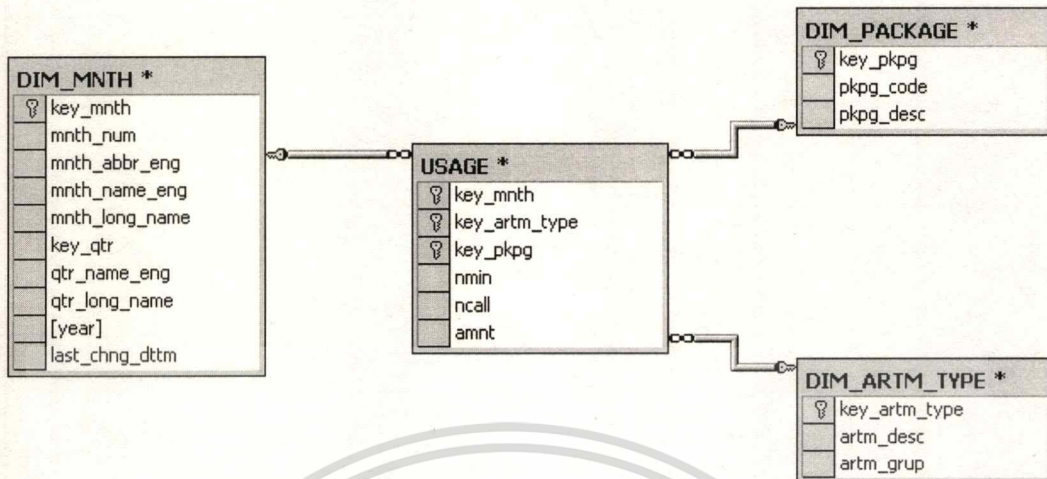 DIM_MNTH *
key_mnth
mnth_num
mnth_abbr_eng
mnth_name_eng
mnth_long_name
key_qtr
qtr_name_eng
qtr_long_name
[year]
last_chng_dttm
USAGE *
key_mnth
key_artm_type
key_pkpg
nmin
ncall
amnt
DIM_PACKAGE *
key_pkpg
pkpg_code
pkpg_desc
DIM_ARTM_TYPE *
key_artm_type
artm_desc
artm_grup